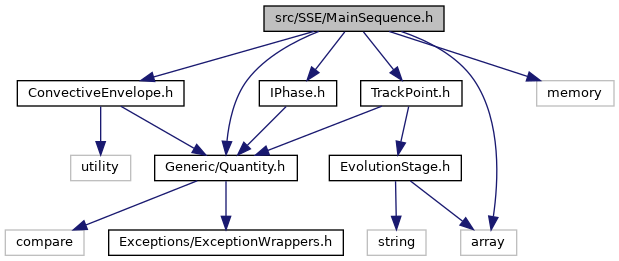 src/SSE/MainSequence.h
ConvectiveEnvelope.h
IPhase.h
TrackPoint.h
memory
utility
Generic/Quantity.h
EvolutionStage.h
compare
Exceptions/ExceptionWrappers.h
string
array